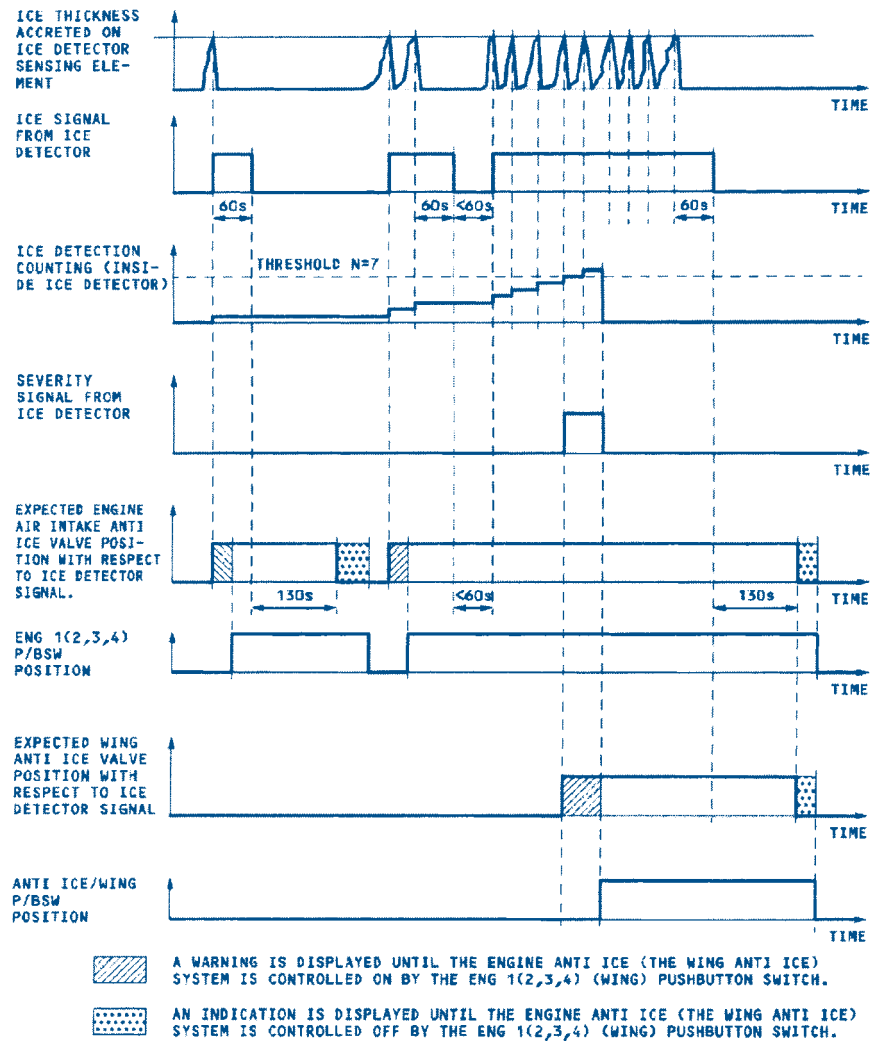 ICE THICKNESS
ACCRETED ON
ICE DETECTOR
SENSING ELE-
MENT
TIME
ICE SIGNAL
FROM ICE
DETECTOR
60s
60s
<60s
60s
TIME
ICE DETECTION
COUNTING (INSI-
DE ICE DETECTOR)
THRESHOLD N=7
TIME
SEVERITY
SIGNAL FROM
ICE DETECTOR
TIME
EXPECTED ENGINE
AIR INTAKE ANTI
ICE VALVE POSI-
TION WITH RESPECT
TO ICE DETECTOR
SIGNAL.
130s
<60s
130s
TIME
ENG 1(2,3,4)
P/BSW
POSITION
TIME
EXPECTED WING
ANTI ICE VALVE
POSITION WITH
RESPECT TO ICE
DETECTOR SIGNAL
TIME
ANTI ICE/WING
P/BSW
POSITION
TIME
A WARNING IS DISPLAYED UNTIL THE ENGINE ANTI ICE (THE WING ANTI ICE)
SYSTEM IS CONTROLLED ON BY THE ENG 1(2,3,4) (WING) PUSHBUTTON SWITCH.
AN INDICATION IS DISPLAYED UNTIL THE ENGINE ANTI ICE (THE WING ANTI ICE)
SYSTEM IS CONTROLLED OFF BY THE ENG 1(2,3,4) (WING) PUSHBUTTON SWITCH.